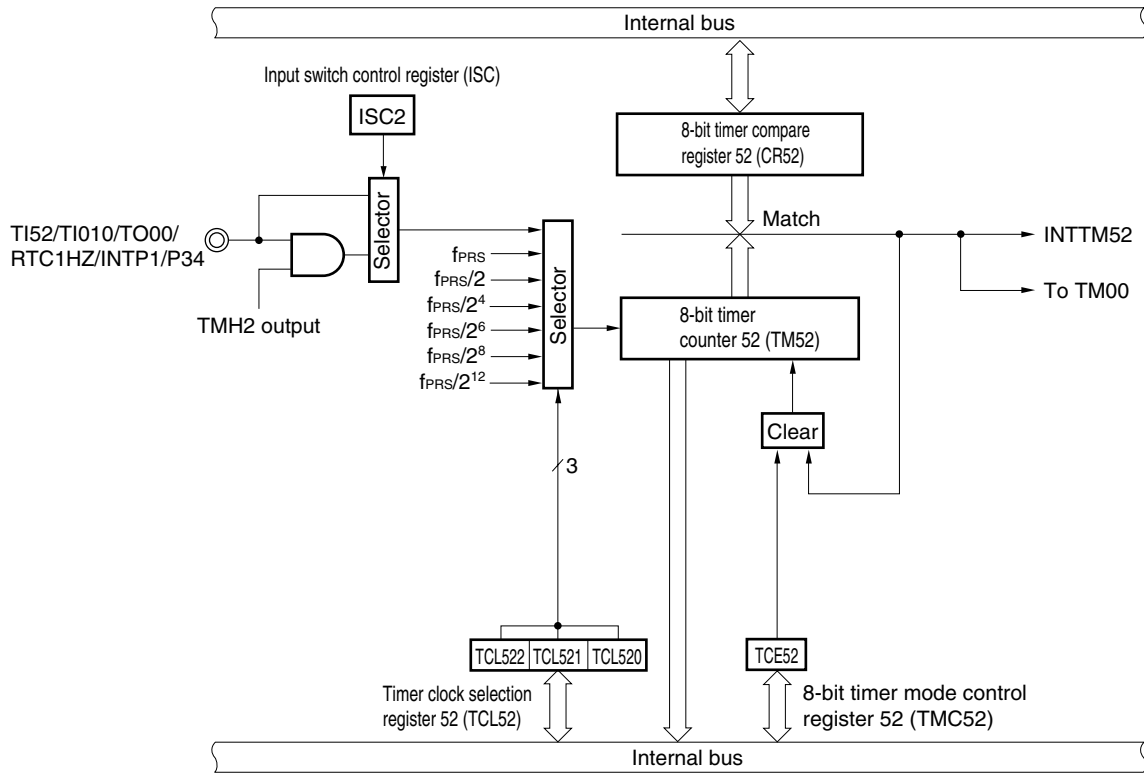 Internal bus
Input switch control register (ISC)
ISC2
8-bit timer compare
register 52 (CR52)
Selector
TI52/TI010/TO00/
RTC1HZ/INTP1/P34
TMH2 output
Match
INTTM52
To TM00
fPRS
fPRS/2
fPRS/2⁴
fPRS/2⁶
fPRS/2⁸
fPRS/2¹²
Selector
8-bit timer
counter 52 (TM52)
Clear
3
TCL522 TCL521 TCL520
TCE52
Timer clock selection
register 52 (TCL52)
8-bit timer mode control
register 52 (TMC52)
Internal bus